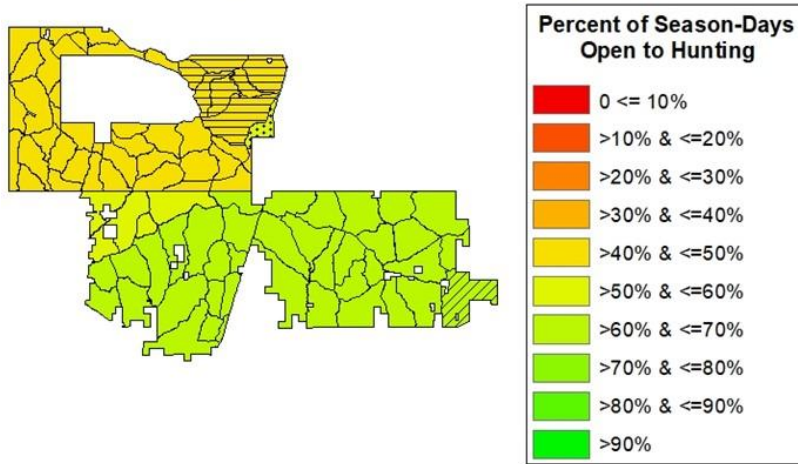 Percent of Season-Days
Open to Hunting
0 <= 10%
>10% & <=20%
>20% & <=30%
>30% & <=40%
>40% & <=50%
>50% & <=60%
>60% & <=70%
>70% & <=80%
>80% & <=90%
>90%